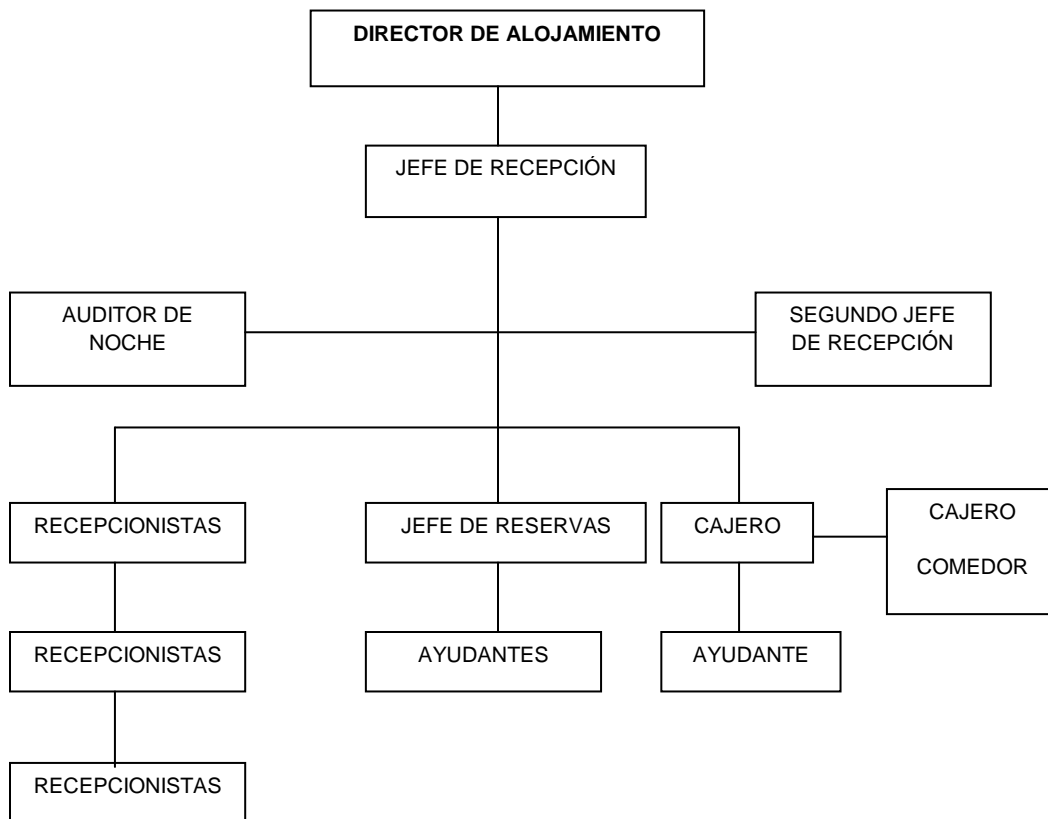 DIRECTOR DE ALOJAMIENTO
JEFE DE RECEPCIÓN
AUDITOR DE
NOCHE
SEGUNDO JEFE
DE RECEPCIÓN
RECEPCIONISTAS
JEFE DE RESERVAS
CAJERO
CAJERO
COMEDOR
RECEPCIONISTAS
AYUDANTES
AYUDANTE
RECEPCIONISTAS